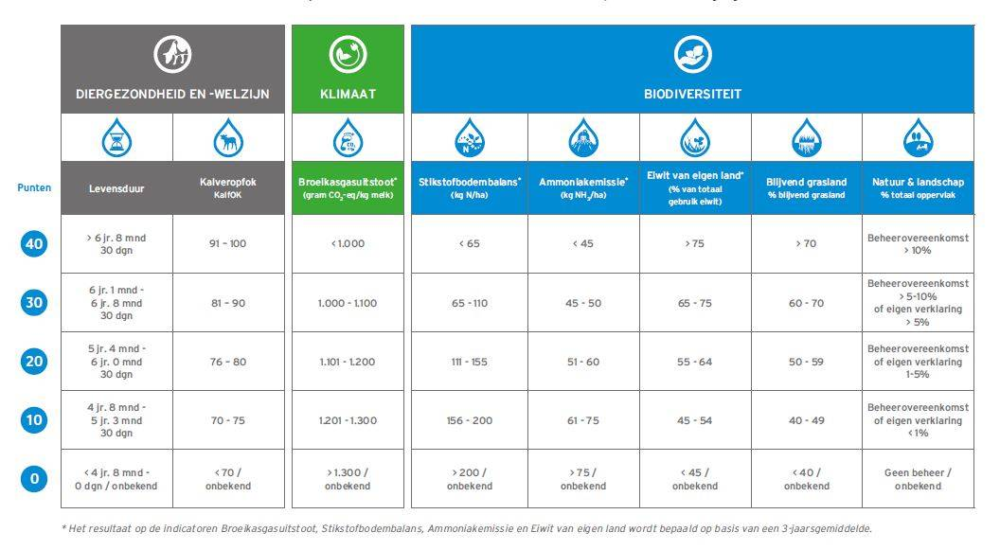 DIERGEZONDHEID EN -WELZIJN
KLIMAAT
BIODIVERSITEIT
N
CO₂
Punten
Levensduur
Kalveropfok
KalfOK
Broeikasgasuitstoot*
(gram CO₂-eq/kg melk)
Stikstofbodembalans*
(kg N/ha)
Ammoniakemissie*
(kg NH₃/ha)
Eiwit van eigen land*
(% van totaal
gebruik eiwit)
Blijvend grasland
% blijvend grasland
Natuur & landschap
% totaal oppervlak
40
> 6 jr. 8 mnd
30 dgn
91 – 100
< 1.000
< 65
< 45
> 75
> 70
Beheerovereenkomst
> 10%
30
6 jr. 1 mnd -
6 jr. 8 mnd
30 dgn
81 – 90
1.000 - 1.100
65 - 110
45 - 50
65 - 75
60 - 70
Beheerovereenkomst
> 5-10%
of eigen verklaring
> 5%
20
5 jr. 4 mnd -
6 jr. 0 mnd
30 dgn
76 – 80
1.101 - 1.200
111 - 155
51 - 60
55 - 64
50 - 59
Beheerovereenkomst
of eigen verklaring
1-5%
10
4 jr. 8 mnd -
5 jr. 3 mnd
30 dgn
70 - 75
1.201 - 1.300
156 - 200
61 - 75
45 - 54
40 - 49
Beheerovereenkomst
of eigen verklaring
< 1%
0
< 4 jr. 8 mnd -
0 dgn / onbekend
< 70 /
onbekend
> 1.300 /
onbekend
> 200 /
onbekend
> 75 /
onbekend
< 45 /
onbekend
< 40 /
onbekend
Geen beheer /
onbekend
* Het resultaat op de indicatoren Broeikasgasuitstoot, Stikstofbodembalans, Ammoniakemissie en Eiwit van eigen land wordt bepaald op basis van een 3-jaarsgemiddelde.